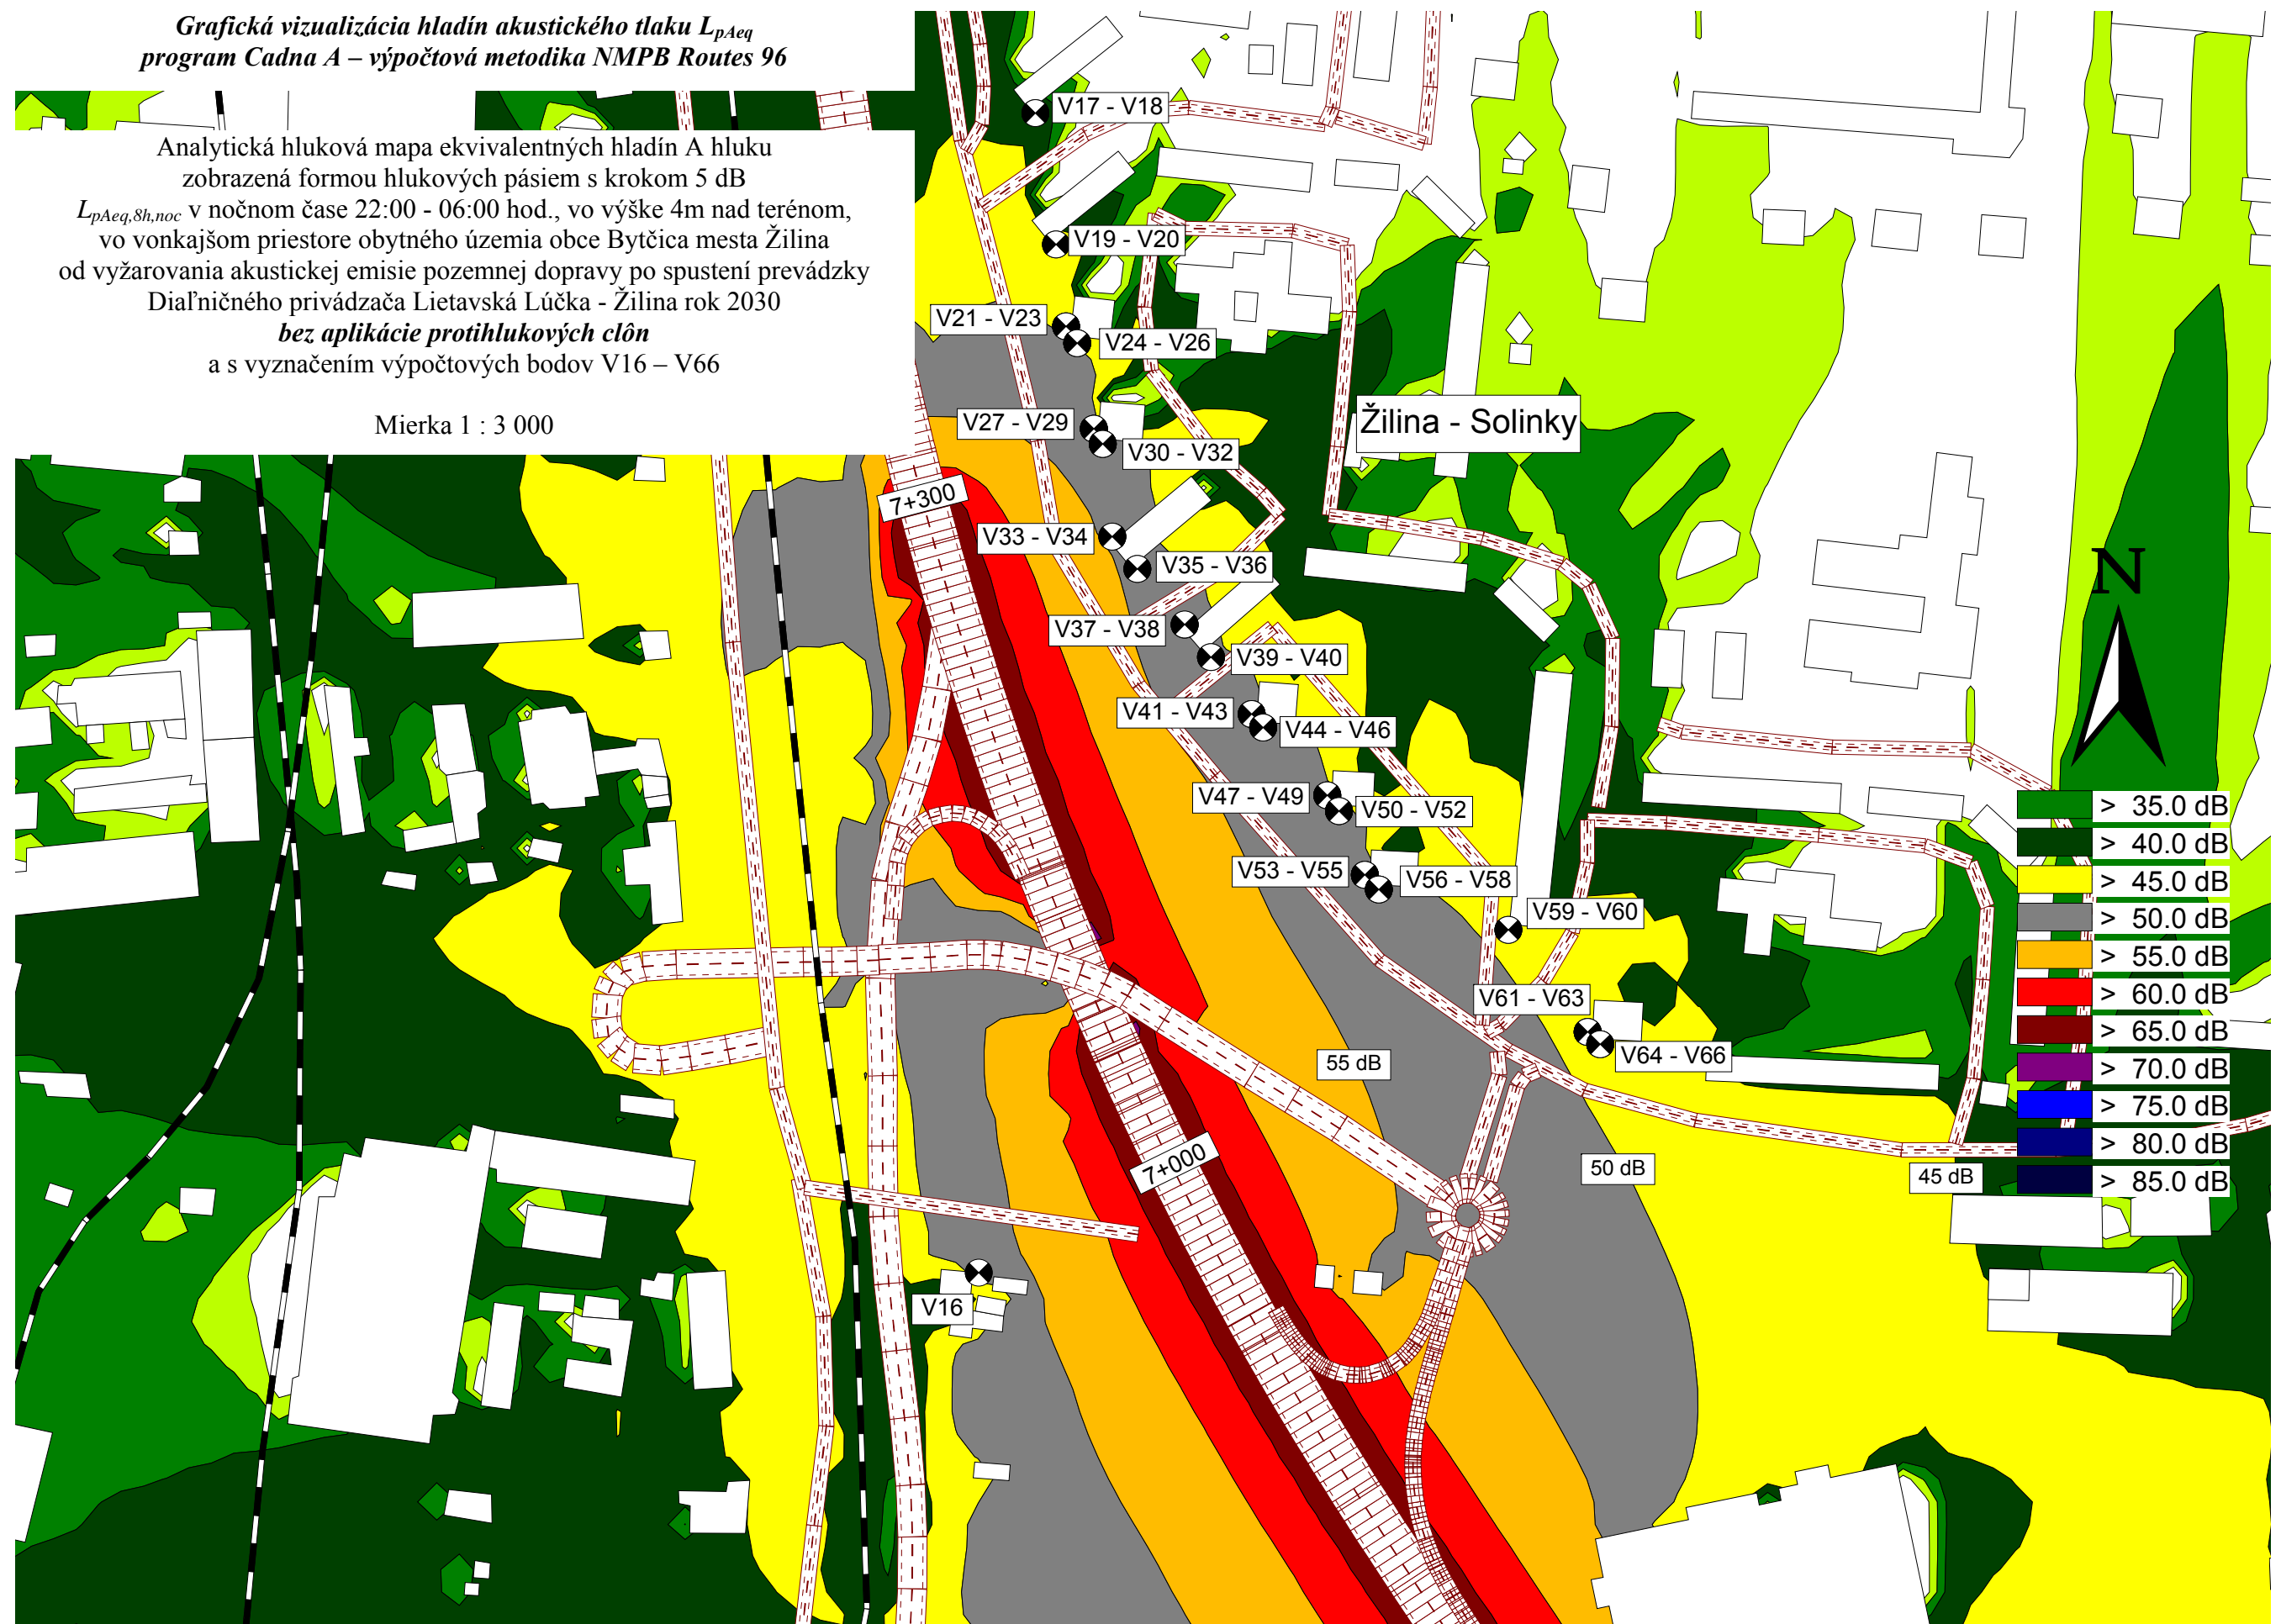 Grafická vizualizácia hladín akustického tlaku LpAeq
program Cadna A – výpočtová metodika NMPB Routes 96
Analytická hluková mapa ekvivalentných hladín A hluku
zobrazená formou hlukových pásiem s krokom 5 dB
LpAeq,8h,noc v nočnom čase 22:00 - 06:00 hod., vo výške 4m nad terénom,
vo vonkajšom priestore obytného územia obce Bytčica mesta Žilina
od vyžarovania akustickej emisie pozemnej dopravy po spustení prevádzky
Diaľničného privádzača Lietavská Lúčka - Žilina rok 2030
bez aplikácie protihlukových clôn
a s vyznačením výpočtových bodov V16 – V66
Mierka 1 : 3 000
V17 - V18
V19 - V20
V21 - V23
V24 - V26
V27 - V29
Žilina - Solinky
V30 - V32
7+300
V33 - V34
V35 - V36
N
V37 - V38
V39 - V40
V41 - V43
V44 - V46
V47 - V49
V50 - V52
V53 - V55
V56 - V58
V59 - V60
V61 - V63
V64 - V66
55 dB
7+000
50 dB
45 dB
V16
> 35.0 dB
> 40.0 dB
> 45.0 dB
> 50.0 dB
> 55.0 dB
> 60.0 dB
> 65.0 dB
> 70.0 dB
> 75.0 dB
> 80.0 dB
> 85.0 dB